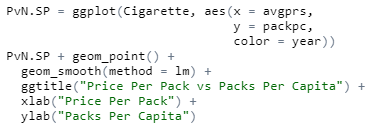 PvN.SP = ggplot(Cigarette, aes(x = avgprs,
y = packpc,
color = year))
PvN.SP + geom_point() +
geom_smooth(method = lm) +
ggtitle("Price Per Pack vs Packs Per Capita") +
xlab("Price Per Pack") +
ylab("Packs Per Capita")